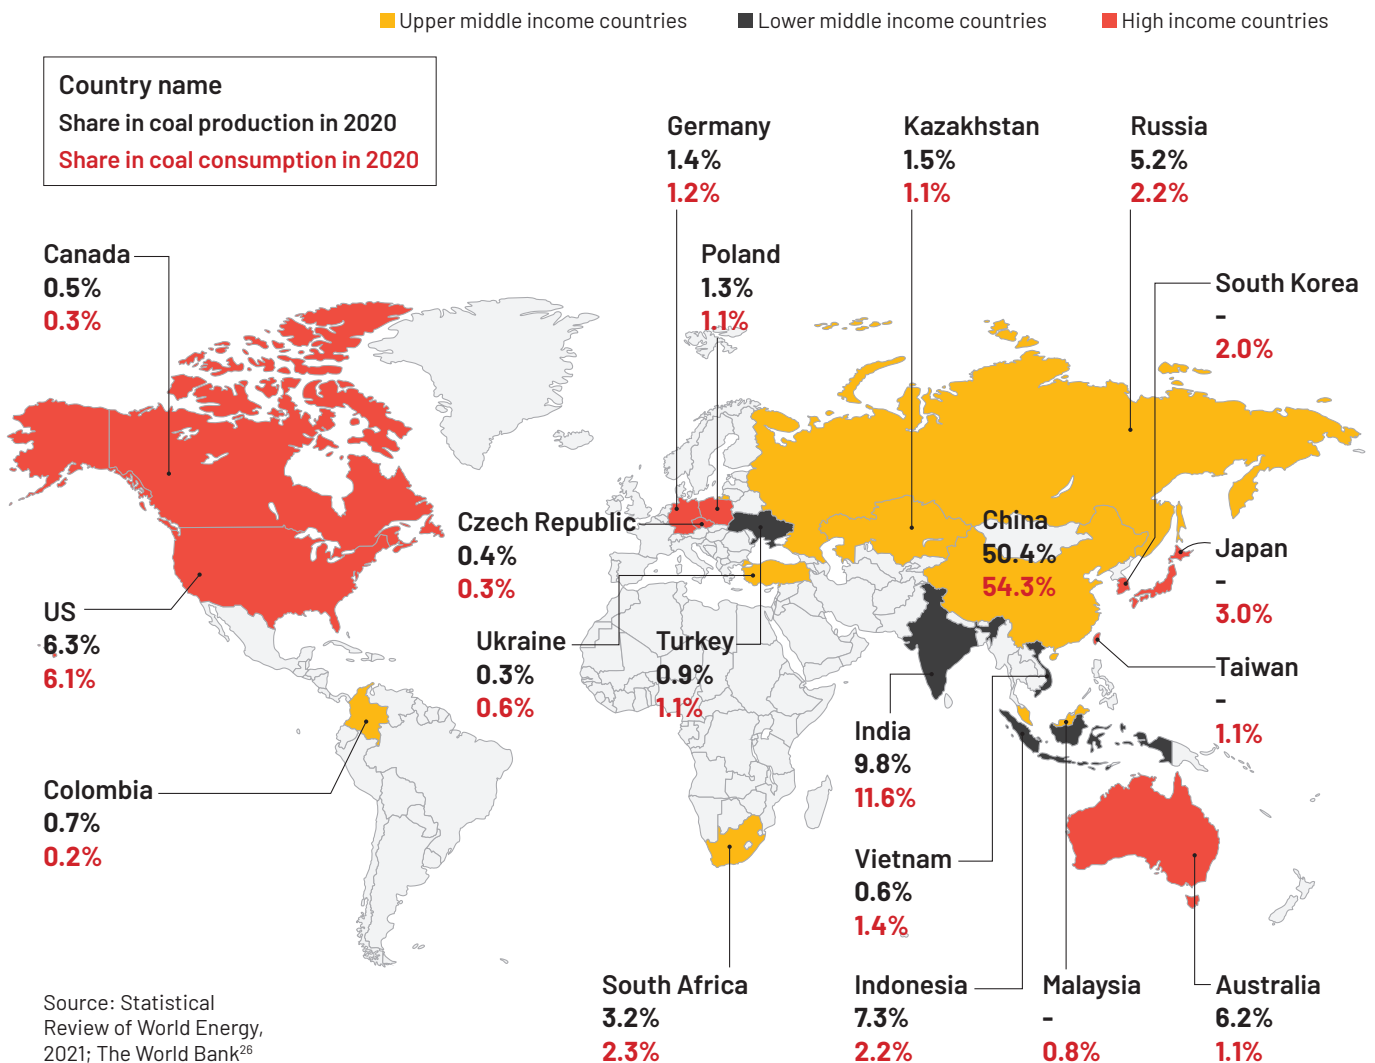 Upper middle income countries
Lower middle income countries
High income countries
Country name
Share in coal production in 2020
Share in coal consumption in 2020
Germany
1.4%
1.2%
Kazakhstan
1.5%
1.1%
Russia
5.2%
2.2%
Canada
0.5%
0.3%
Poland
1.3%
1.1%
South Korea
-
2.0%
Czech Republic
0.4%
0.3%
China
50.4%
54.3%
Japan
-
3.0%
US
6.3%
6.1%
Ukraine
0.3%
0.6%
Turkey
0.9%
1.1%
Taiwan
-
1.1%
India
9.8%
11.6%
Colombia
0.7%
0.2%
Vietnam
0.6%
1.4%
South Africa
3.2%
2.3%
Indonesia
7.3%
2.2%
Malaysia
-
0.8%
Australia
6.2%
1.1%
Source: Statistical
Review of World Energy,
2021; The World Bank²⁶